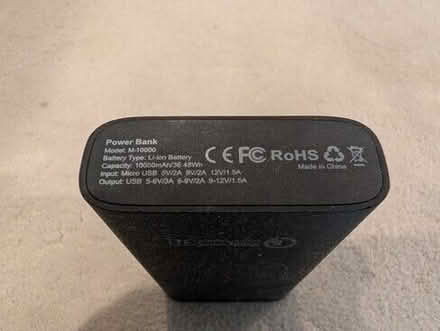 Power Bank
Model: M-10000
Battery Type: Li-ion Battery
Capacity: 10000mAh/36.48Wh
Input: Micro USB 5V/2A 9V/2A 12V/1.5A
Output: USB 5-6V/3A 6-9V/2A 9-12V/1.5A
CE FC RoHS
Made in China